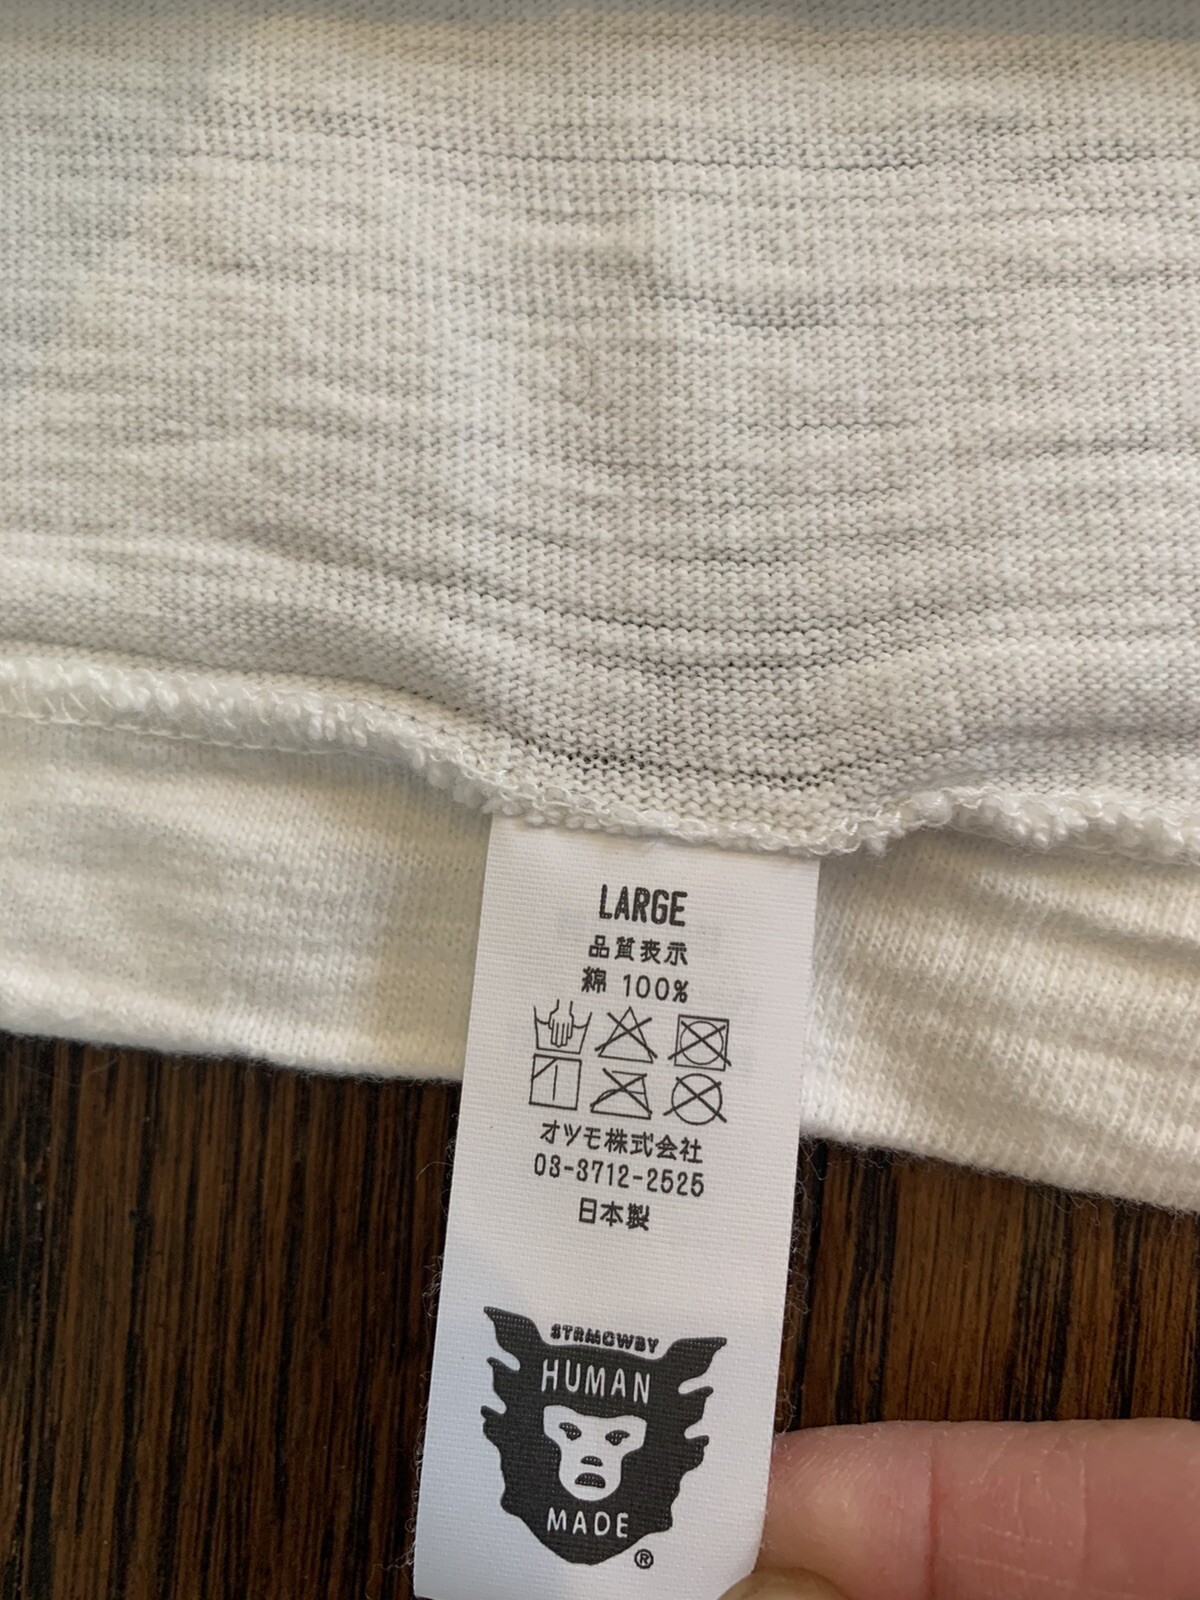 LARGE
品質表示
綿 100%
オツモ株式会社
03-3712-2525
日本製
STRMCWBY
HUMAN
MADE
®